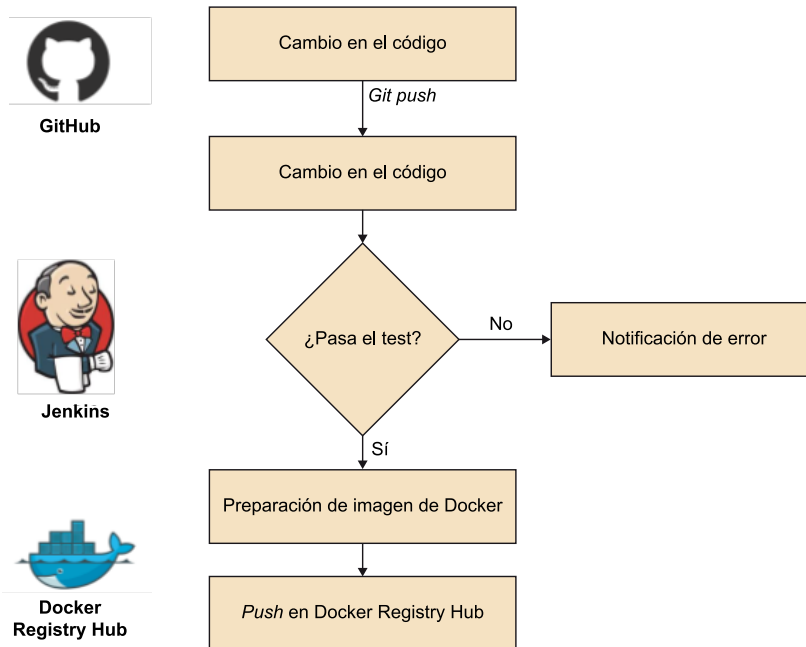 Cambio en el código
Git push
GitHub
Cambio en el código
¿Pasa el test?
No
Notificación de error
Jenkins
Sí
Preparación de imagen de Docker
Docker
Registry Hub
Push en Docker Registry Hub